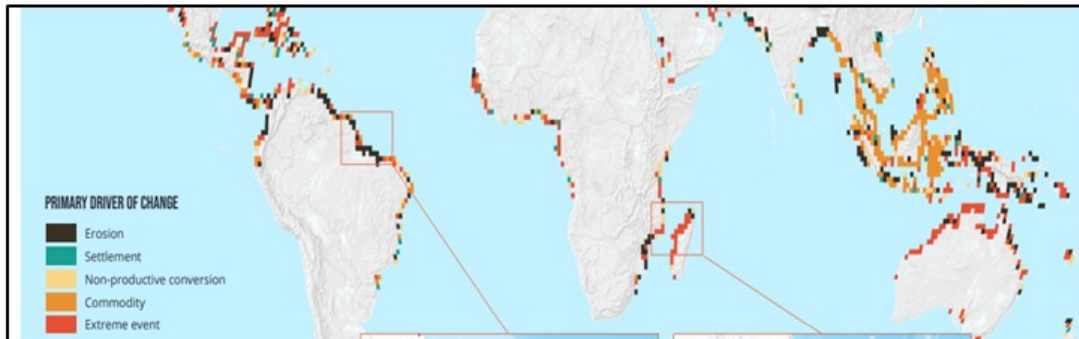 PRIMARY DRIVER OF CHANGE
Erosion
Settlement
Non-productive conversion
Commodity
Extreme event